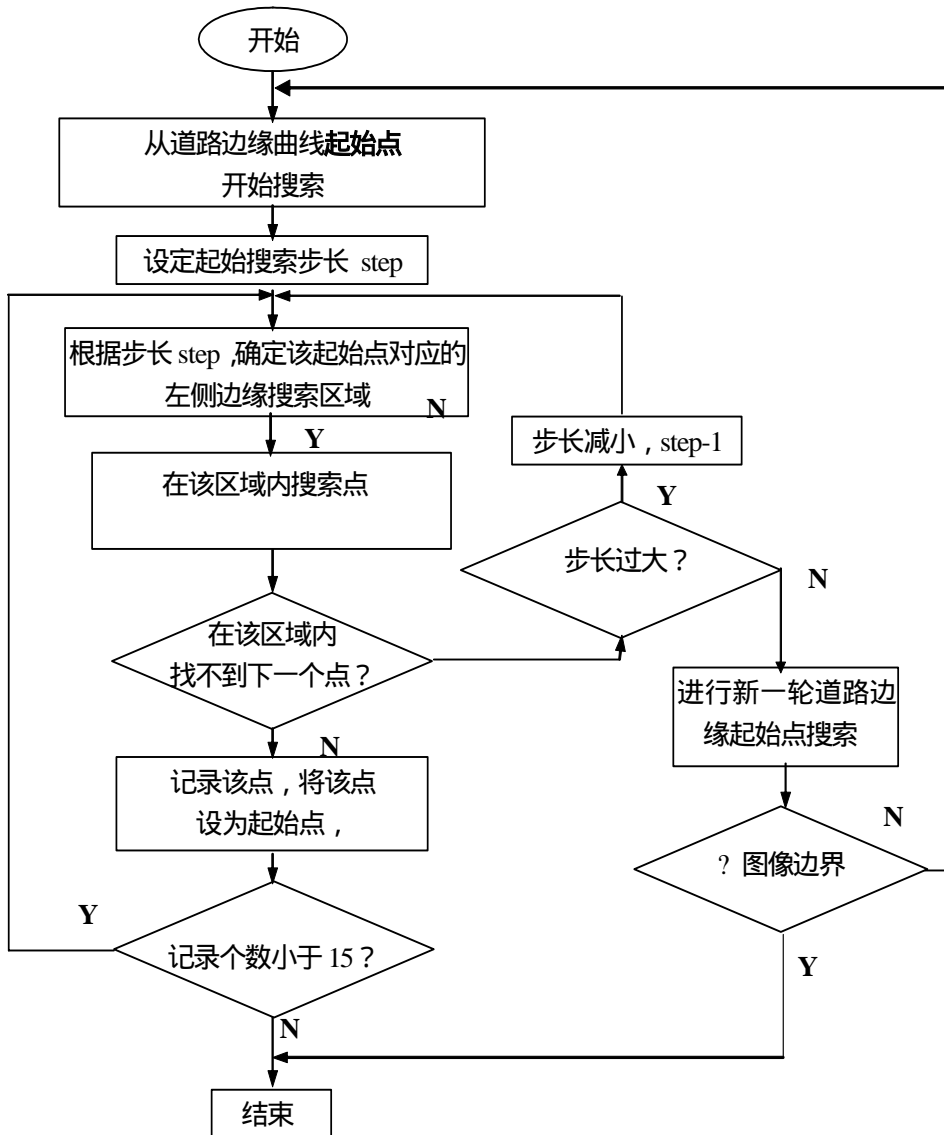 开始
从道路边缘曲线起始点
开始搜索
设定起始搜索步长 step
根据步长 step ,确定该起始点对应的
左侧边缘搜索区域
N
Y
在该区域内搜索点
在该区域内
找不到下一个点?
N
记录该点,将该点
设为起始点,
Y
记录个数小于 15?
N
结束
步长减小,step-1
Y
步长过大?
N
进行新一轮道路边
缘起始点搜索
N
? 图像边界
Y